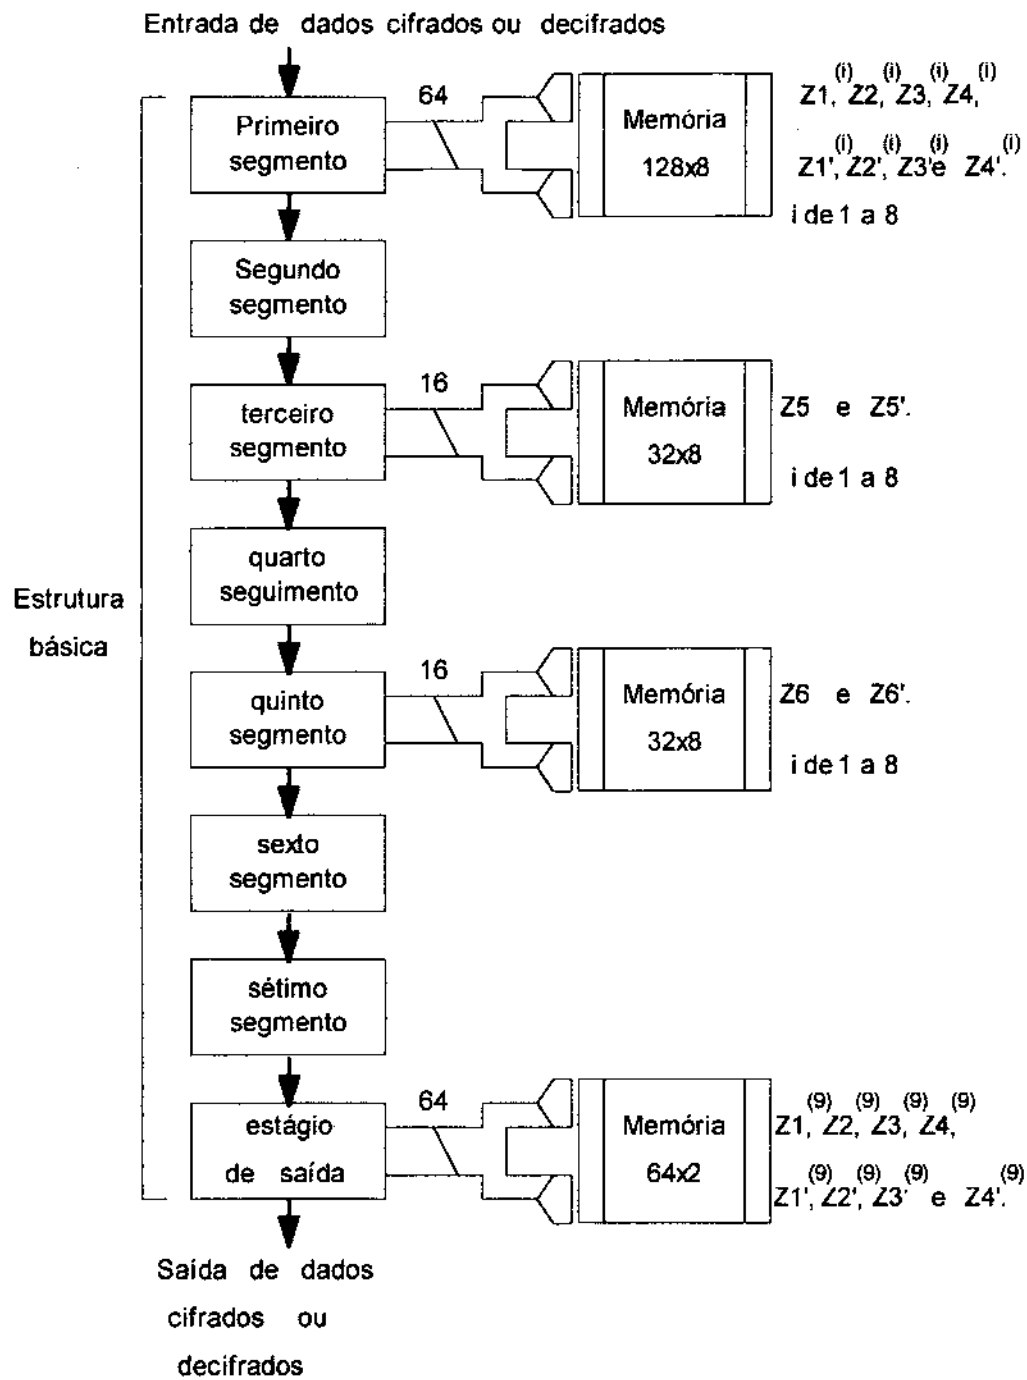 Entrada de dados cifrados ou decifrados
64
Primeiro
segmento
Memória
128x8
Z1,(i) Z2,(i) Z3,(i) Z4,(i)
Z1',(i) Z2',(i) Z3'(i) e Z4'.(i)
i de 1 a 8
Segundo
segmento
16
terceiro
segmento
Memória
32x8
Z5 e Z5'.
i de 1 a 8
quarto
seguimento
Estrutura
básica
16
quinto
segmento
Memória
32x8
Z6 e Z6'.
i de 1 a 8
sexto
segmento
sétimo
segmento
64
estágio
de saída
Memória
64x2
Z1,(9) Z2,(9) Z3,(9) Z4,(9)
Z1',(9) Z2',(9) Z3'(9) e Z4'.(9)
Saída de dados
cifrados ou
decifrados